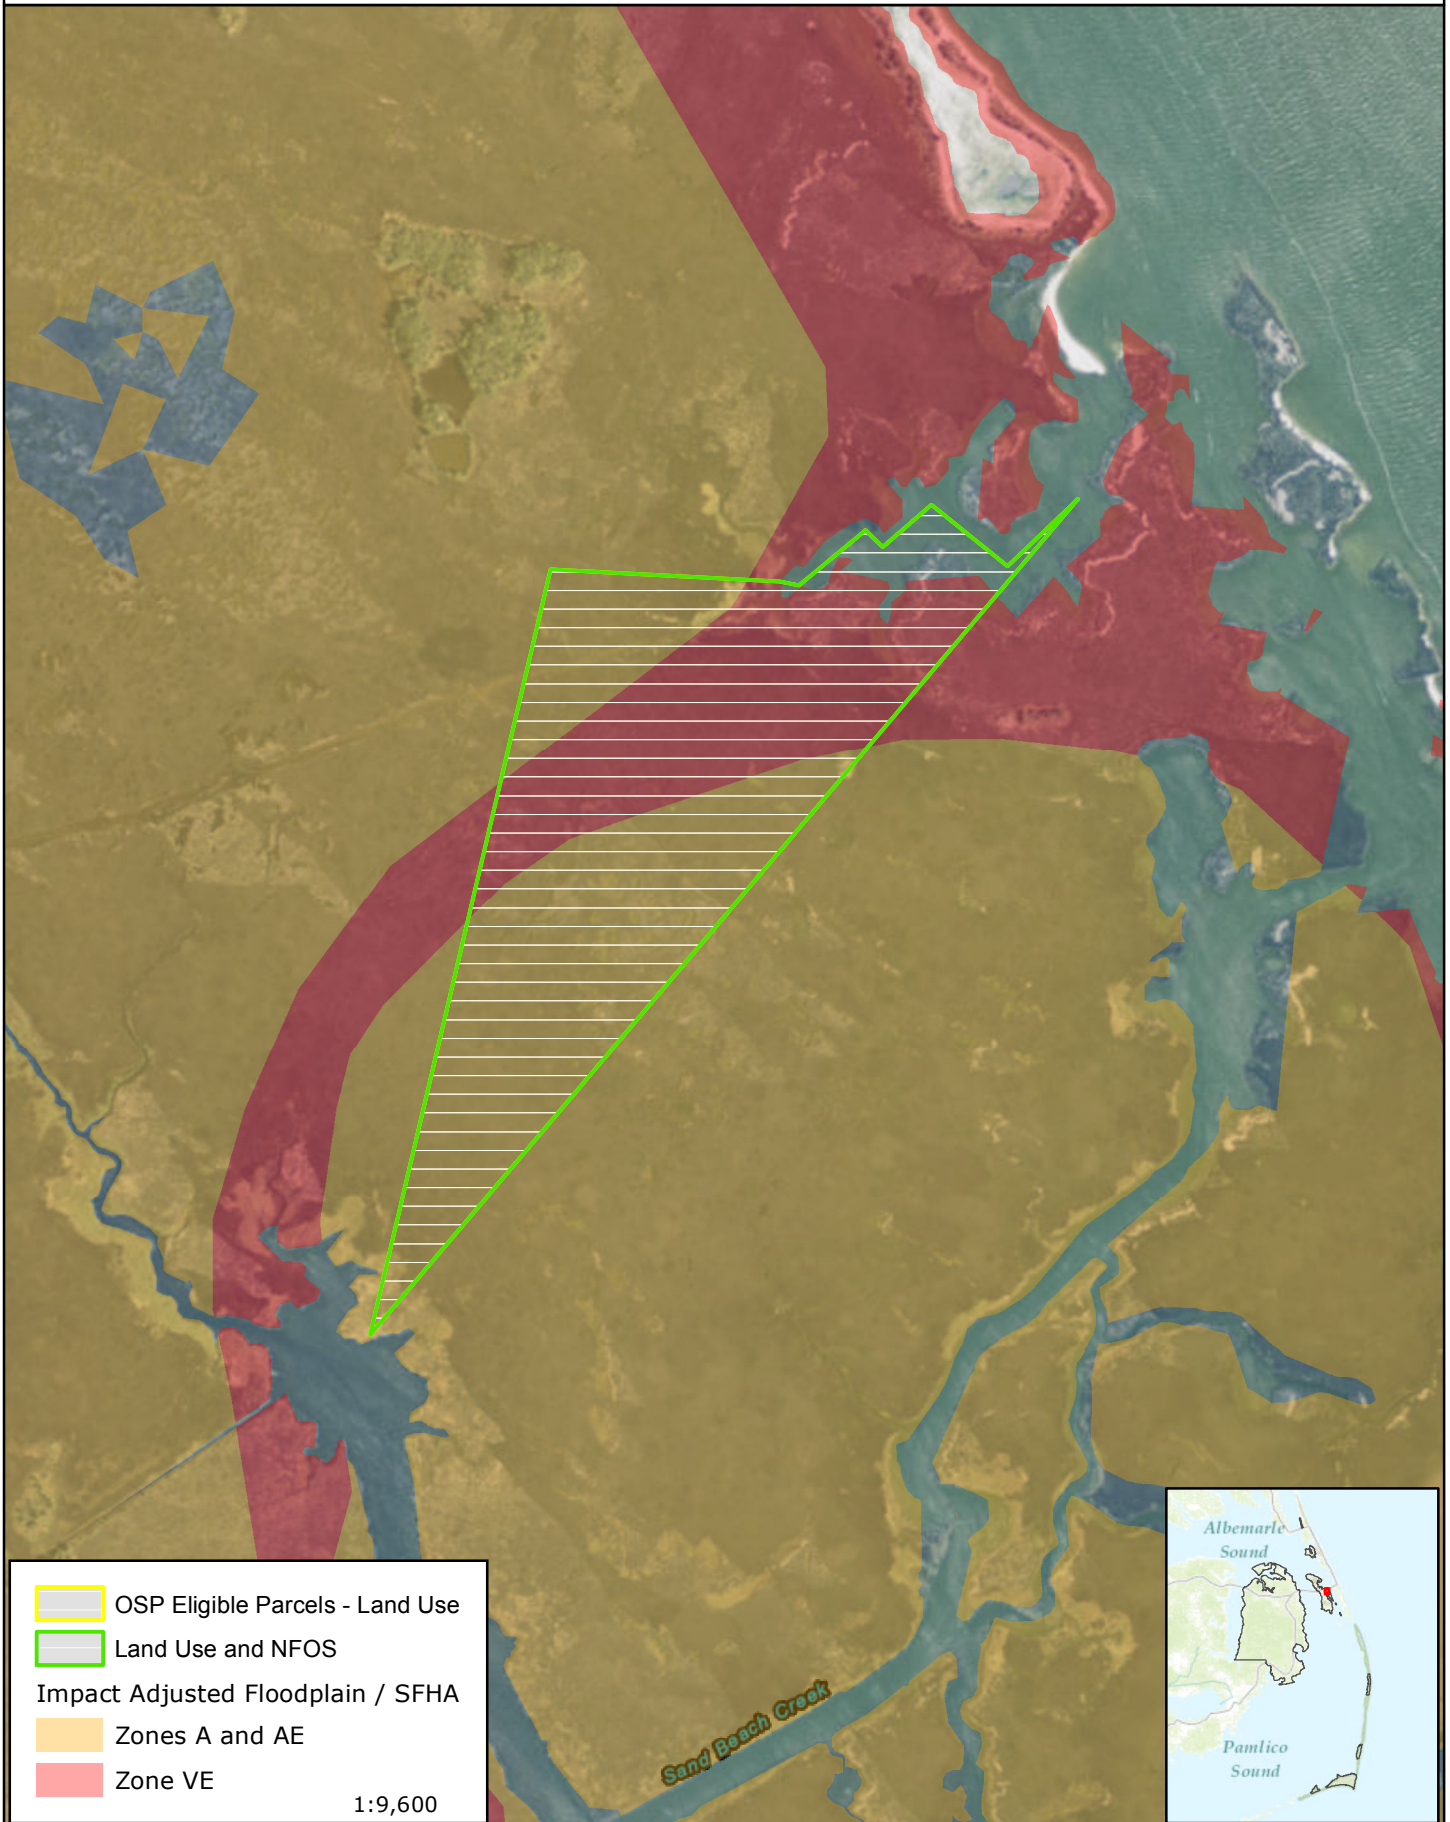 Sand Beach Creek
OSP Eligible Parcels - Land Use
Land Use and NFOS
Impact Adjusted Floodplain / SFHA
Zones A and AE
Zone VE
1:9,600
Albemarle
Sound
Pamlico
Sound